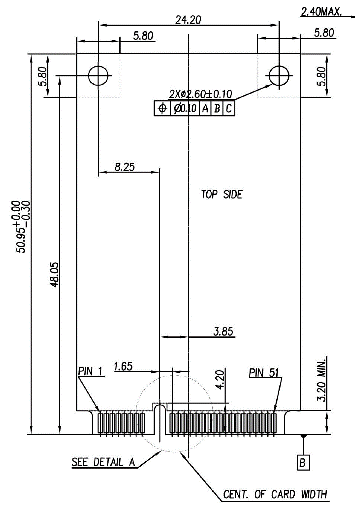 24.20
2.40MAX.
5.80
5.80
5.80
5.80
2XØ2.60±0.10
⌖ Ø0.10 A B C
8.25
TOP SIDE
50.95+0.00
-0.30
48.05
3.85
1.65
4.20
PIN 1
PIN 51
3.20 MIN.
SEE DETAIL A
B
CENT. OF CARD WIDTH